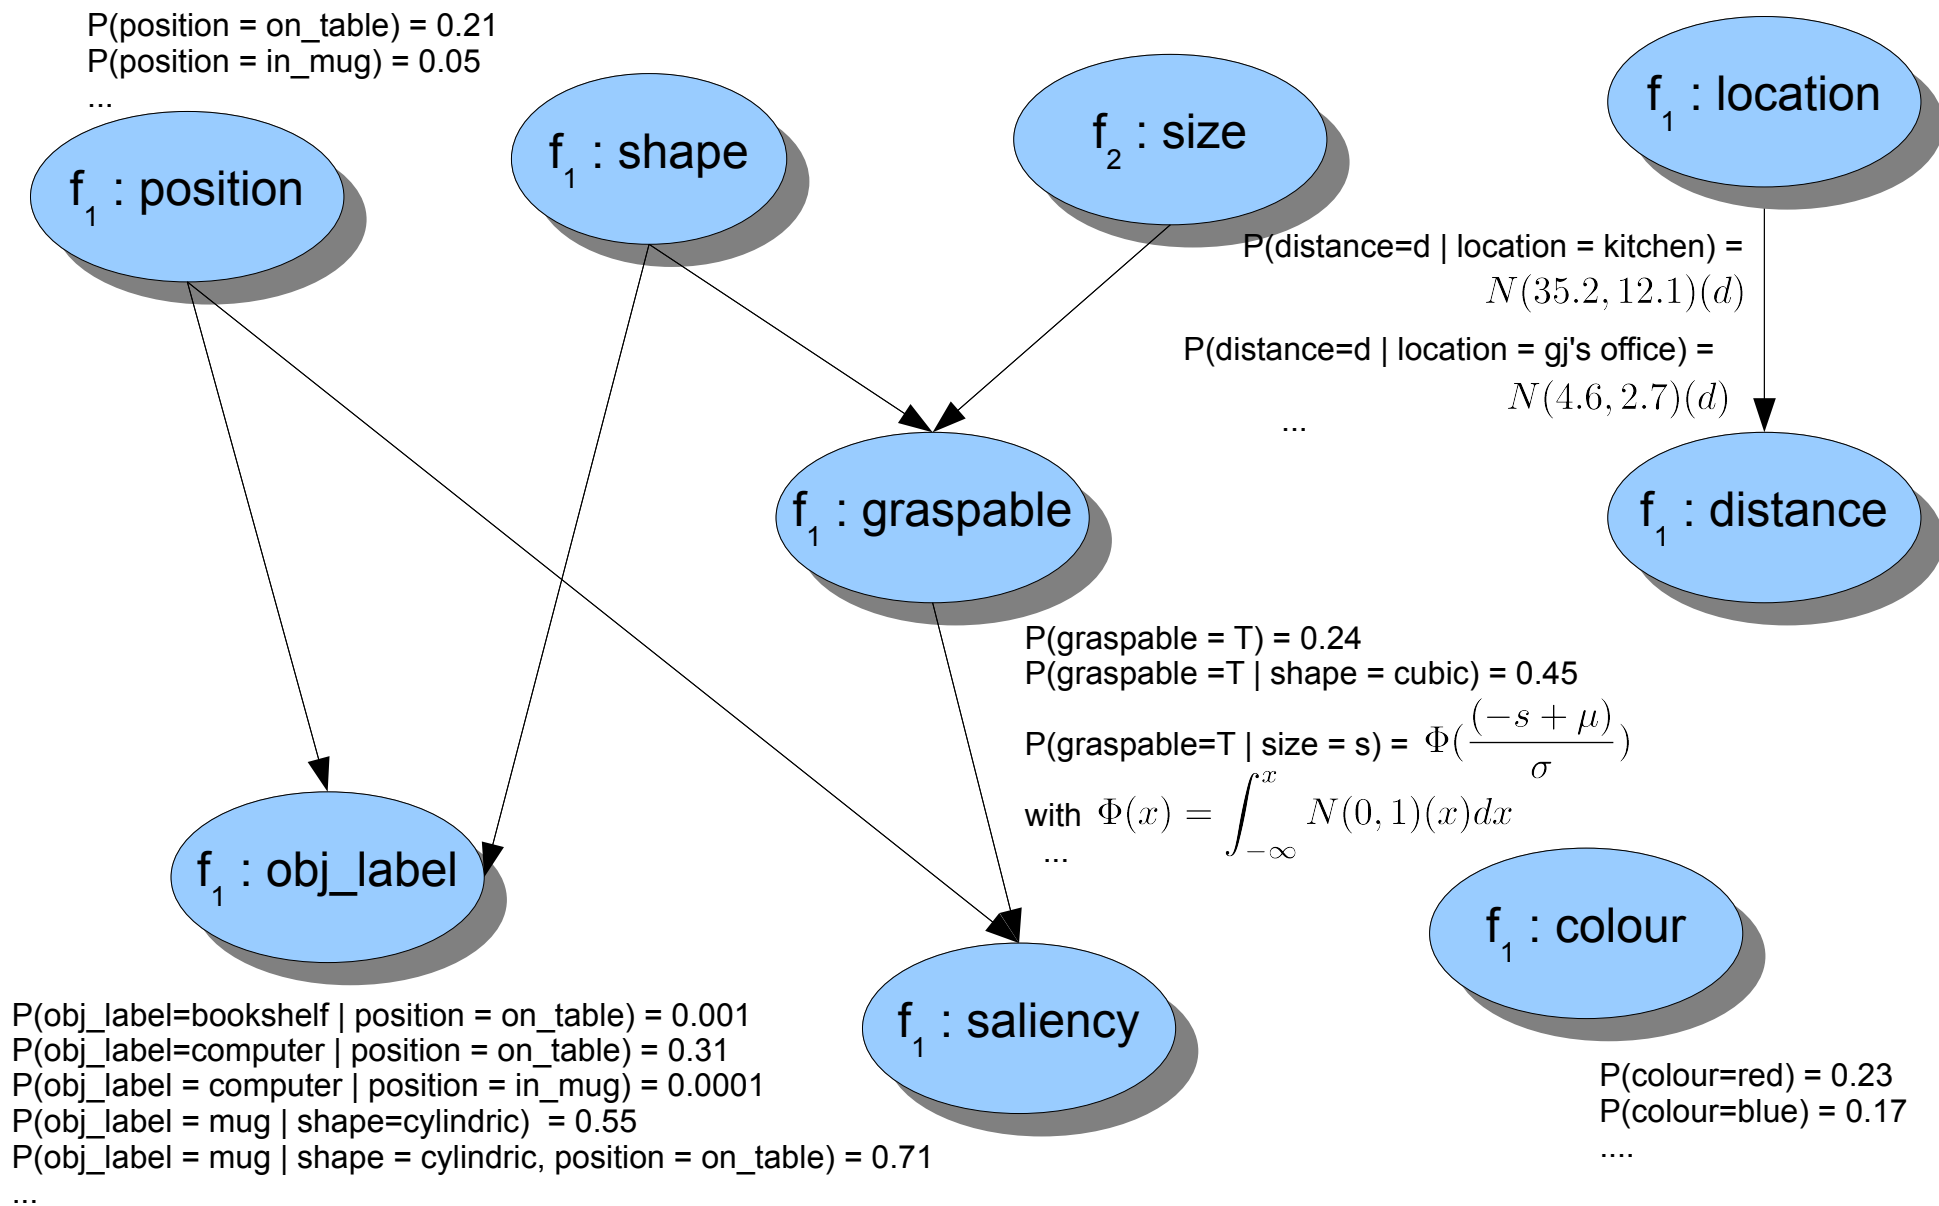 P(position = on_table) = 0.21
P(position = in_mug) = 0.05
...
f₁ : position
f₁ : shape
f₂ : size
f₁ : location
P(distance=d | location = kitchen) =
N(35.2, 12.1)(d)
P(distance=d | location = gj's office) =
N(4.6, 2.7)(d)
...
f₁ : graspable
f₁ : distance
P(graspable = T) = 0.24
P(graspable =T | shape = cubic) = 0.45
P(graspable=T | size = s) = Φ((−s + μ)/σ)
with Φ(x) = ∫_{−∞}^{x} N(0, 1)(x)dx
...
f₁ : obj_label
f₁ : colour
f₁ : saliency
P(obj_label=bookshelf | position = on_table) = 0.001
P(obj_label=computer | position = on_table) = 0.31
P(obj_label = computer | position = in_mug) = 0.0001
P(obj_label = mug | shape=cylindric) = 0.55
P(obj_label = mug | shape = cylindric, position = on_table) = 0.71
...
P(colour=red) = 0.23
P(colour=blue) = 0.17
....